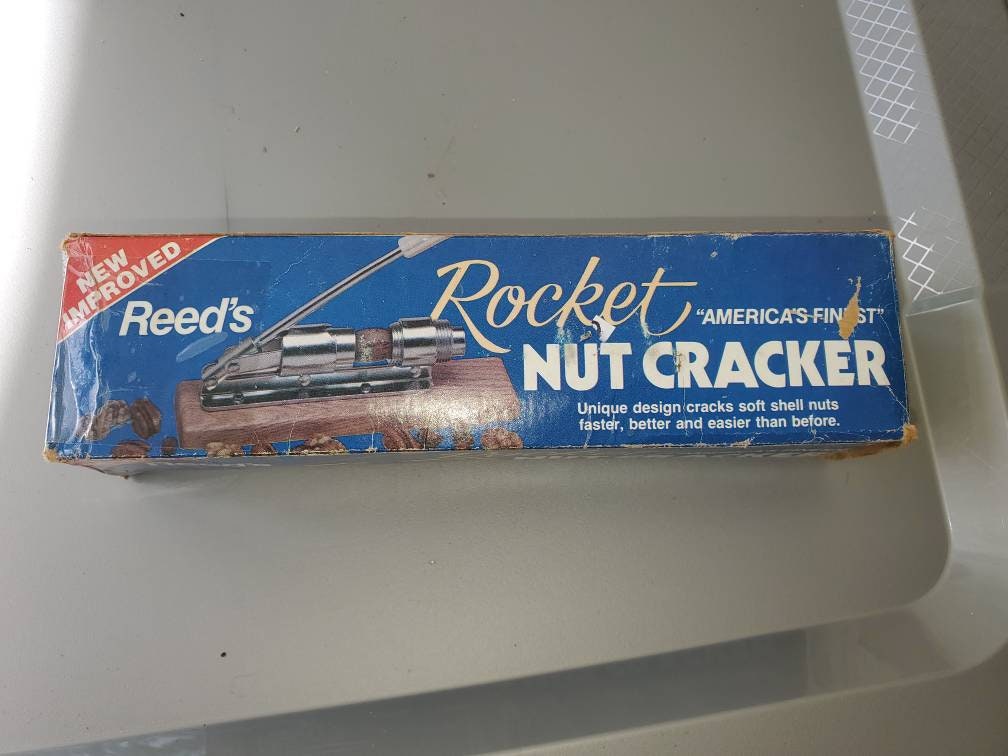 NEW
IMPROVED
Reed's
Rocket
"AMERICA'S FINEST"
NUT CRACKER
Unique design cracks soft shell nuts
faster, better and easier than before.